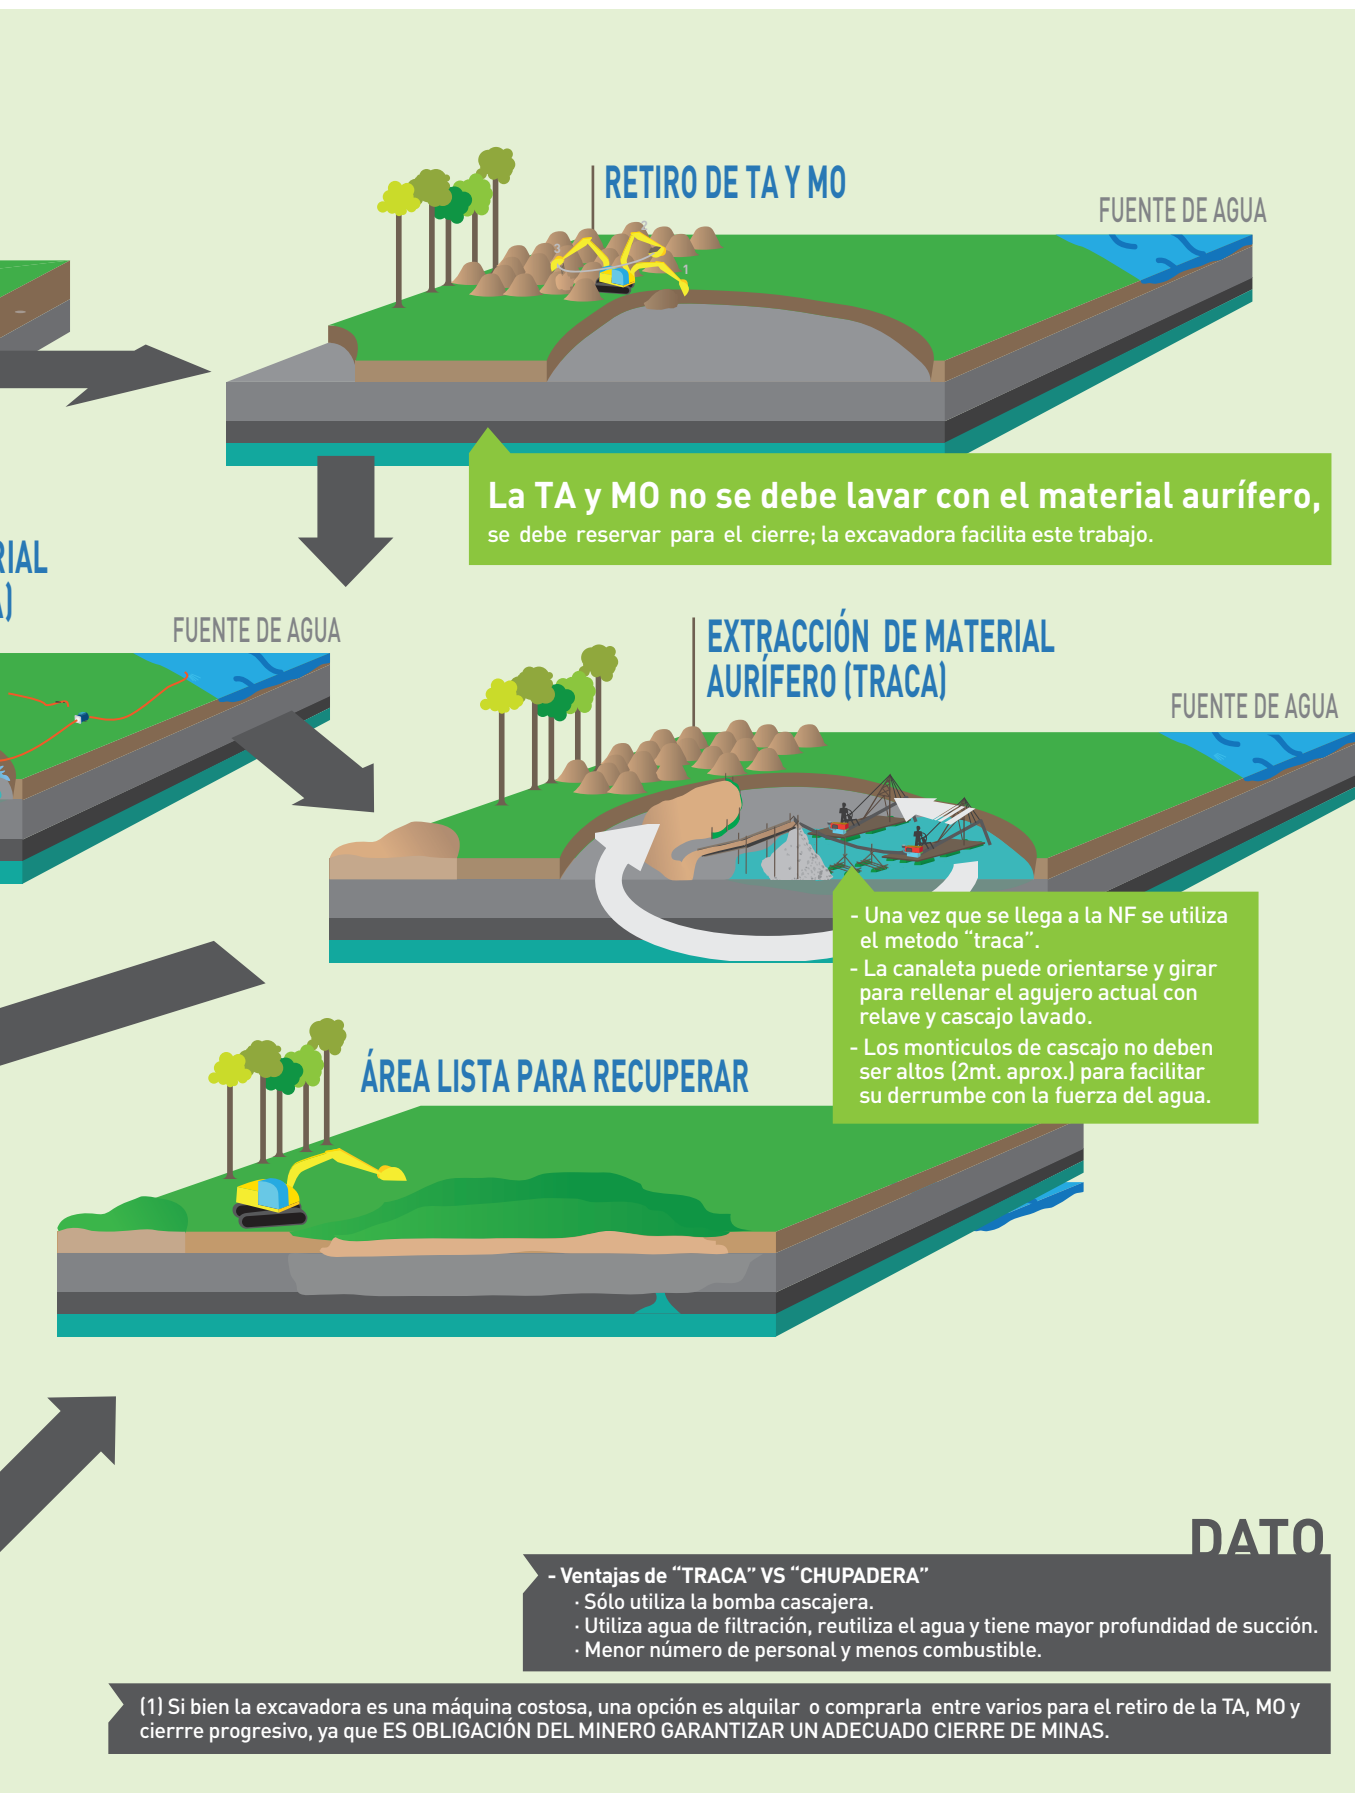 RETIRO DE TA Y MO
FUENTE DE AGUA
3
2
1
La TA y MO no se debe lavar con el material aurífero,
se debe reservar para el cierre; la excavadora facilita este trabajo.
FUENTE DE AGUA
EXTRACCIÓN DE MATERIAL
AURÍFERO (TRACA)
FUENTE DE AGUA
- Una vez que se llega a la NF se utiliza
el metodo “traca”.
- La canaleta puede orientarse y girar
para rellenar el agujero actual con
relave y cascajo lavado.
- Los monticulos de cascajo no deben
ser altos (2mt. aprox.) para facilitar
su derrumbe con la fuerza del agua.
ÁREA LISTA PARA RECUPERAR
DATO
- Ventajas de “TRACA” VS “CHUPADERA”
· Sólo utiliza la bomba cascajera.
· Utiliza agua de filtración, reutiliza el agua y tiene mayor profundidad de succión.
· Menor número de personal y menos combustible.
(1) Si bien la excavadora es una máquina costosa, una opción es alquilar o comprarla entre varios para el retiro de la TA, MO y
cierrre progresivo, ya que ES OBLIGACIÓN DEL MINERO GARANTIZAR UN ADECUADO CIERRE DE MINAS.